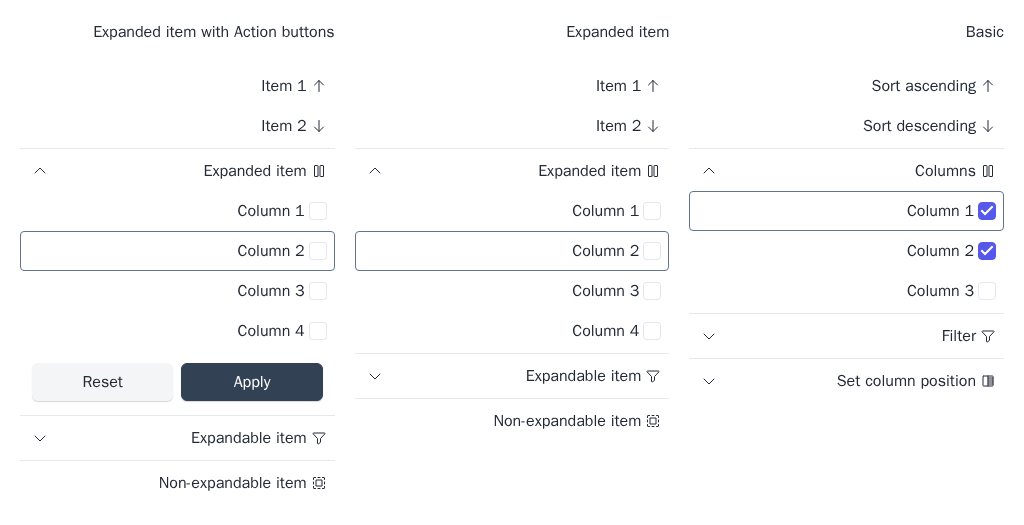 Basic
Sort ascending
Sort descending
Columns
Column 1
Column 2
Column 3
Filter
Set column position
Expanded item
Item 1
Item 2
Expanded item
Column 1
Column 2
Column 3
Column 4
Expandable item
Non-expandable item
Expanded item with Action buttons
Item 1
Item 2
Expanded item
Column 1
Column 2
Column 3
Column 4
Apply
Reset
Expandable item
Non-expandable item